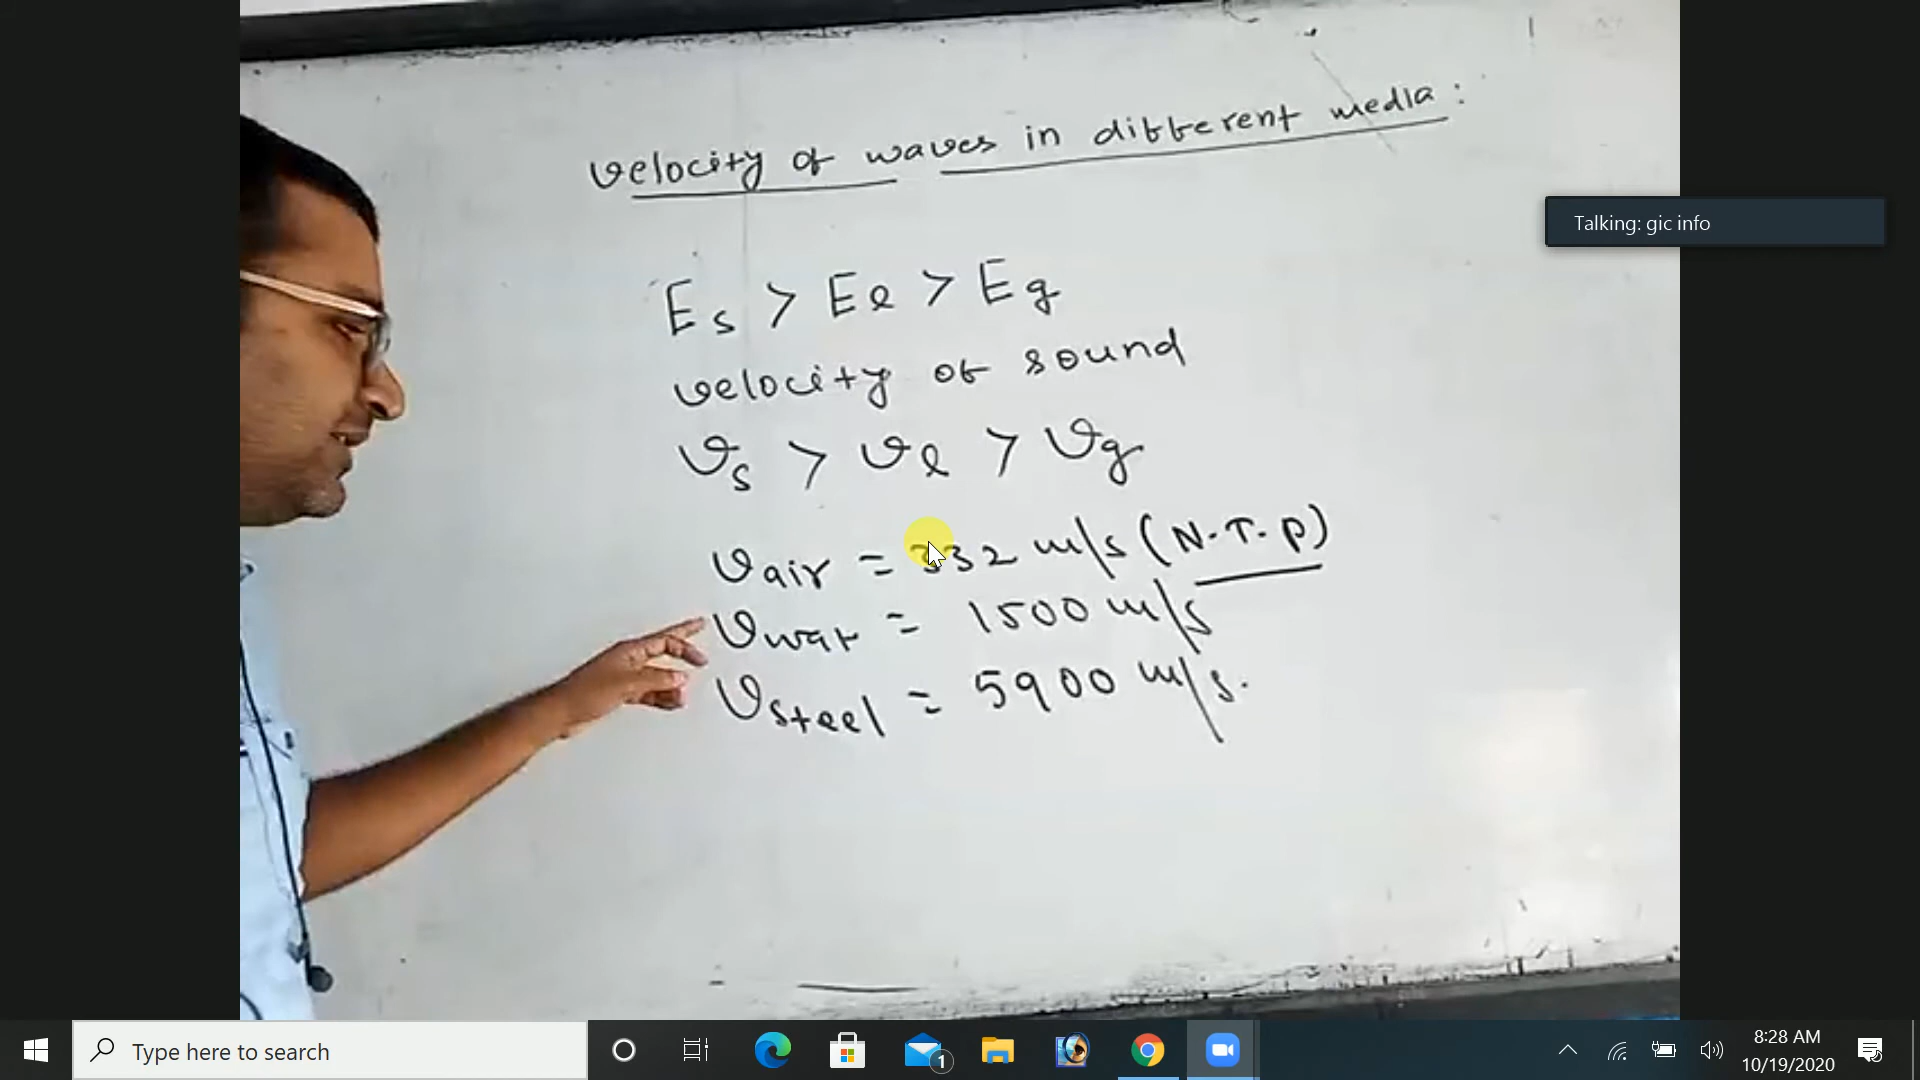 velocity of waves in different media:
Talking: gic info
Es > El > Eg
velocity of sound
vs > vl > vg
vair = 332 m/s (N.T.P)
vwar = 1500 m/s
vsteel = 5900 m/s.
Type here to search
1
8:28 AM
10/19/2020